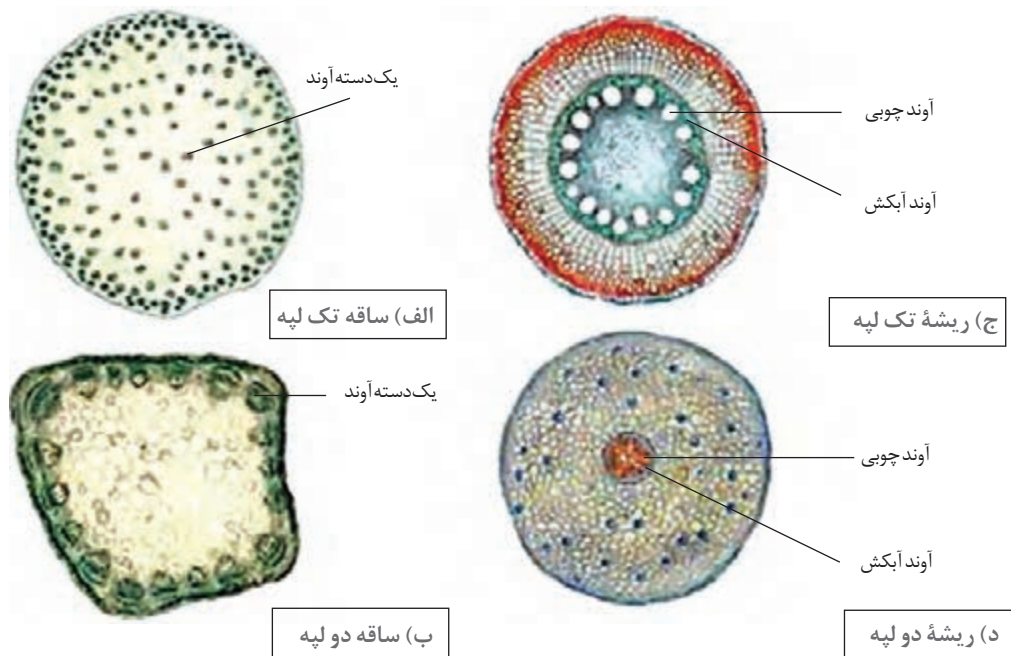 یک دسته آوند
الف) ساقه تک لپه
آوند چوبی
آوند آبکش
ج) ریشهٔ تک لپه
یک دسته آوند
ب) ساقه دو لپه
آوند چوبی
آوند آبکش
د) ریشهٔ دو لپه